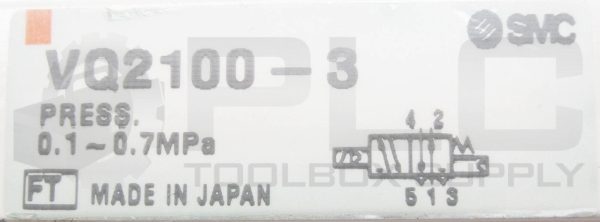 SMC
VQ2100-3
PRESS.
0.1~0.7MPa
4 2
5 1 3
FT MADE IN JAPAN
PLC
TOOLBOX SUPPLY